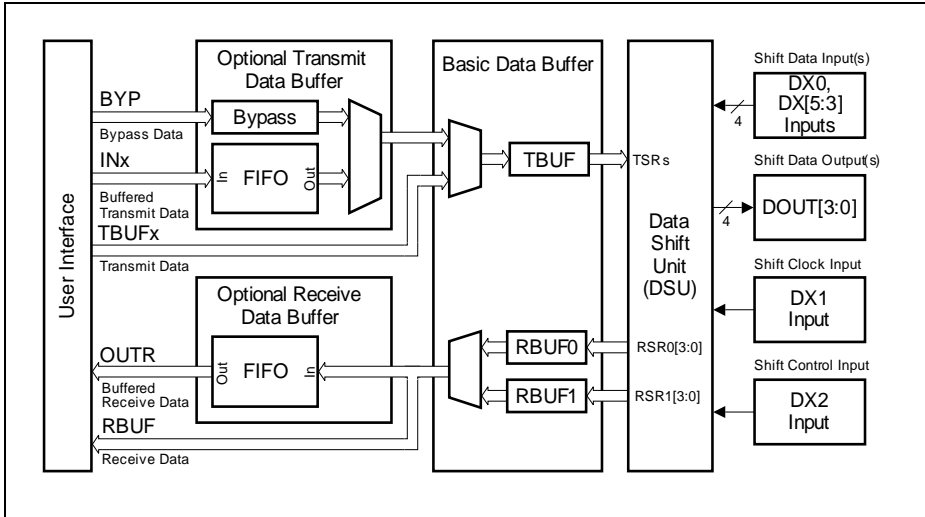 User Interface
Optional Transmit
Data Buffer
BYP
Bypass Data
Bypass
INx
Buffered
Transmit Data
In
FIFO
Out
TBUFx
Transmit Data
Optional Receive
Data Buffer
OUTR
Buffered
Receive Data
Out
FIFO
In
RBUF
Receive Data
Basic Data Buffer
TBUF
RBUF0
RBUF1
TSRs
Data
Shift
Unit
(DSU)
RSR0[3:0]
RSR1[3:0]
Shift Data Input(s)
DX0,
DX[5:3]
Inputs
4
Shift Data Output(s)
DOUT[3:0]
4
Shift Clock Input
DX1
Input
Shift Control Input
DX2
Input